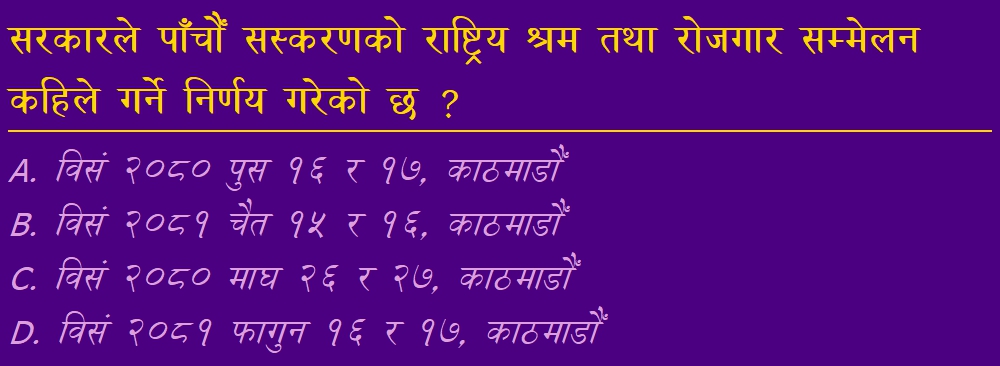 सरकारले पाँचौँ सस्करणको राष्ट्रिय श्रम तथा रोजगार सम्मेलन
कहिले गर्ने निर्णय गरेको छ ?
A. विसं २०८० पुस १६ र १७, काठमाडौँ
B. विसं २०८१ चैत १५ र १६, काठमाडौँ
C. विसं २०८० माघ २६ र २७, काठमाडौँ
D. विसं २०८१ फागुन १६ र १७, काठमाडौँ